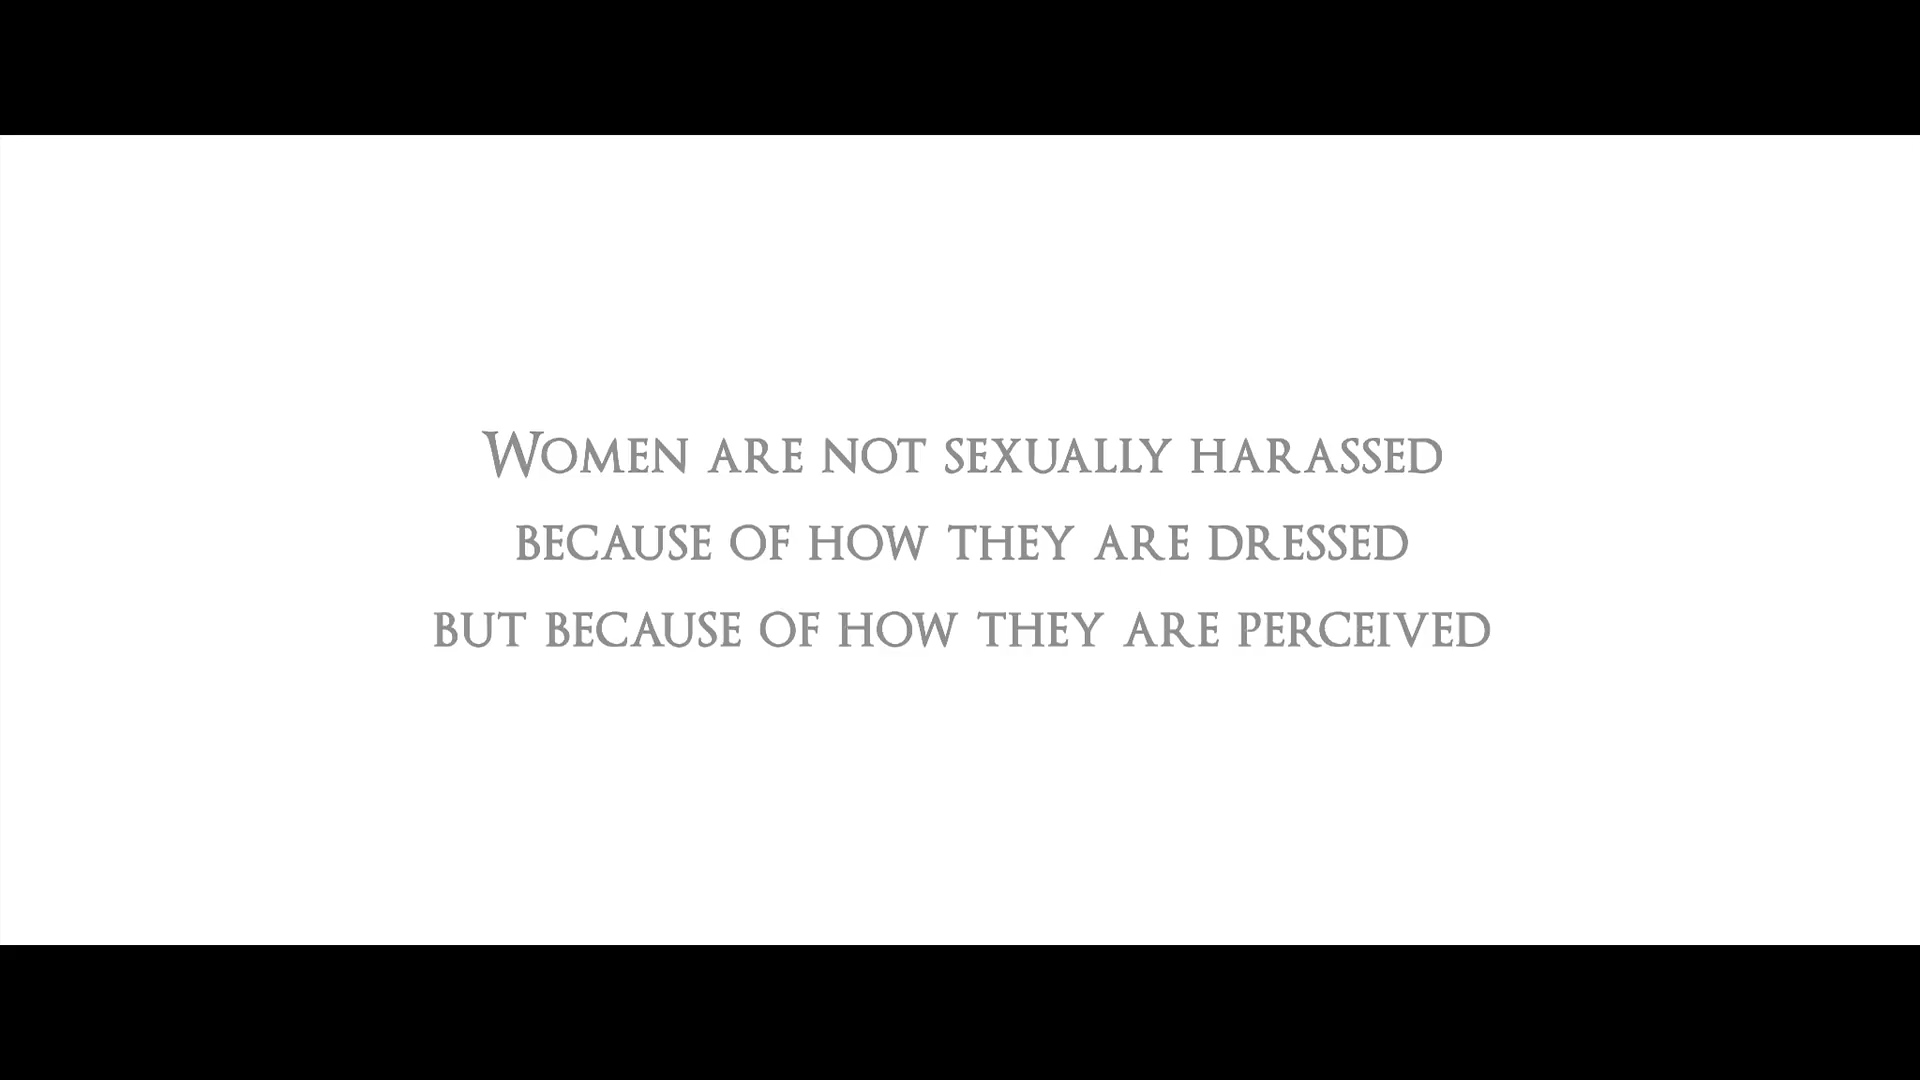 Women are not sexually harassed
because of how they are dressed
but because of how they are perceived